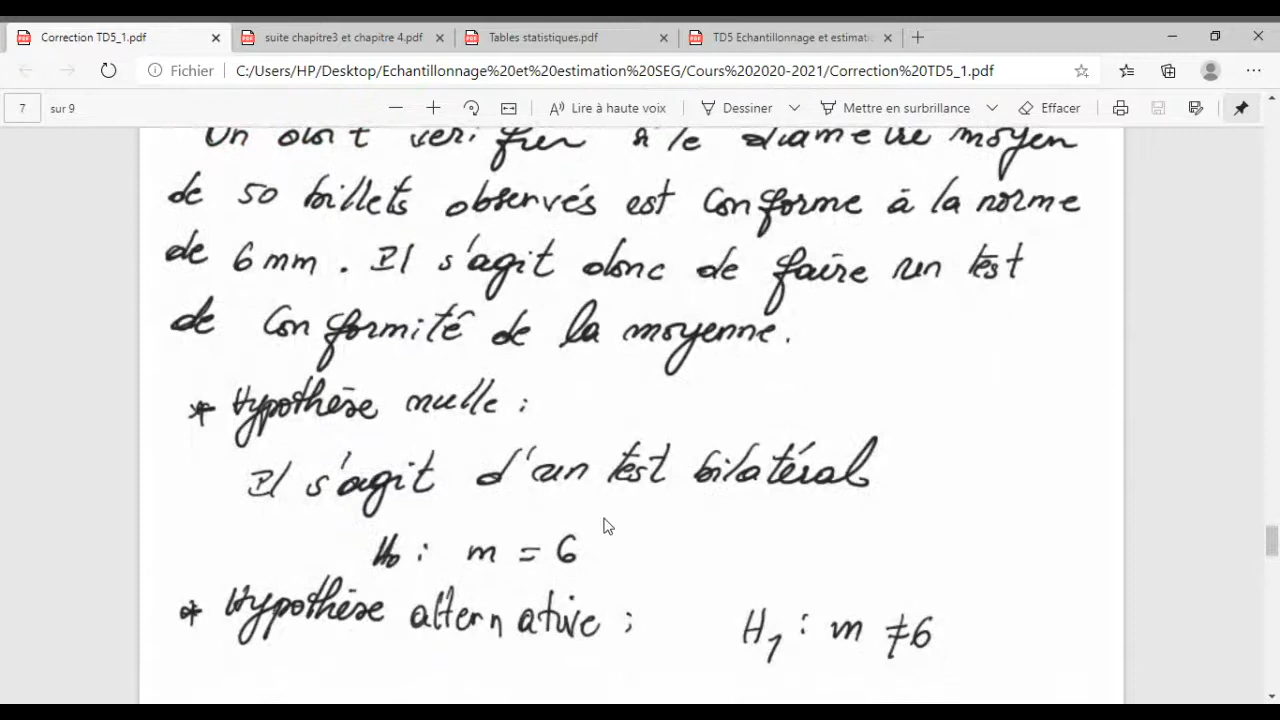 Correction TD5_1.pdf
suite chapitre3 et chapitre 4.pdf
Tables statistiques.pdf
TD5 Echantillonnage et estimati
Fichier
C:/Users/HP/Desktop/Echantillonnage%20et%20estimation%20SEG/Cours%202020-2021/Correction%20TD5_1.pdf
7 sur 9
Lire à haute voix
Dessiner
Mettre en surbrillance
Effacer
On doit vérifier si le diamètre moyen
de 50 billets observés est conforme à la norme
de 6 mm. Il s'agit donc de faire un test
de conformité de la moyenne.
* Hypothèse nulle :
Il s'agit d'un test bilatéral
H0 : m = 6
* Hypothèse alternative : H1 : m ≠ 6